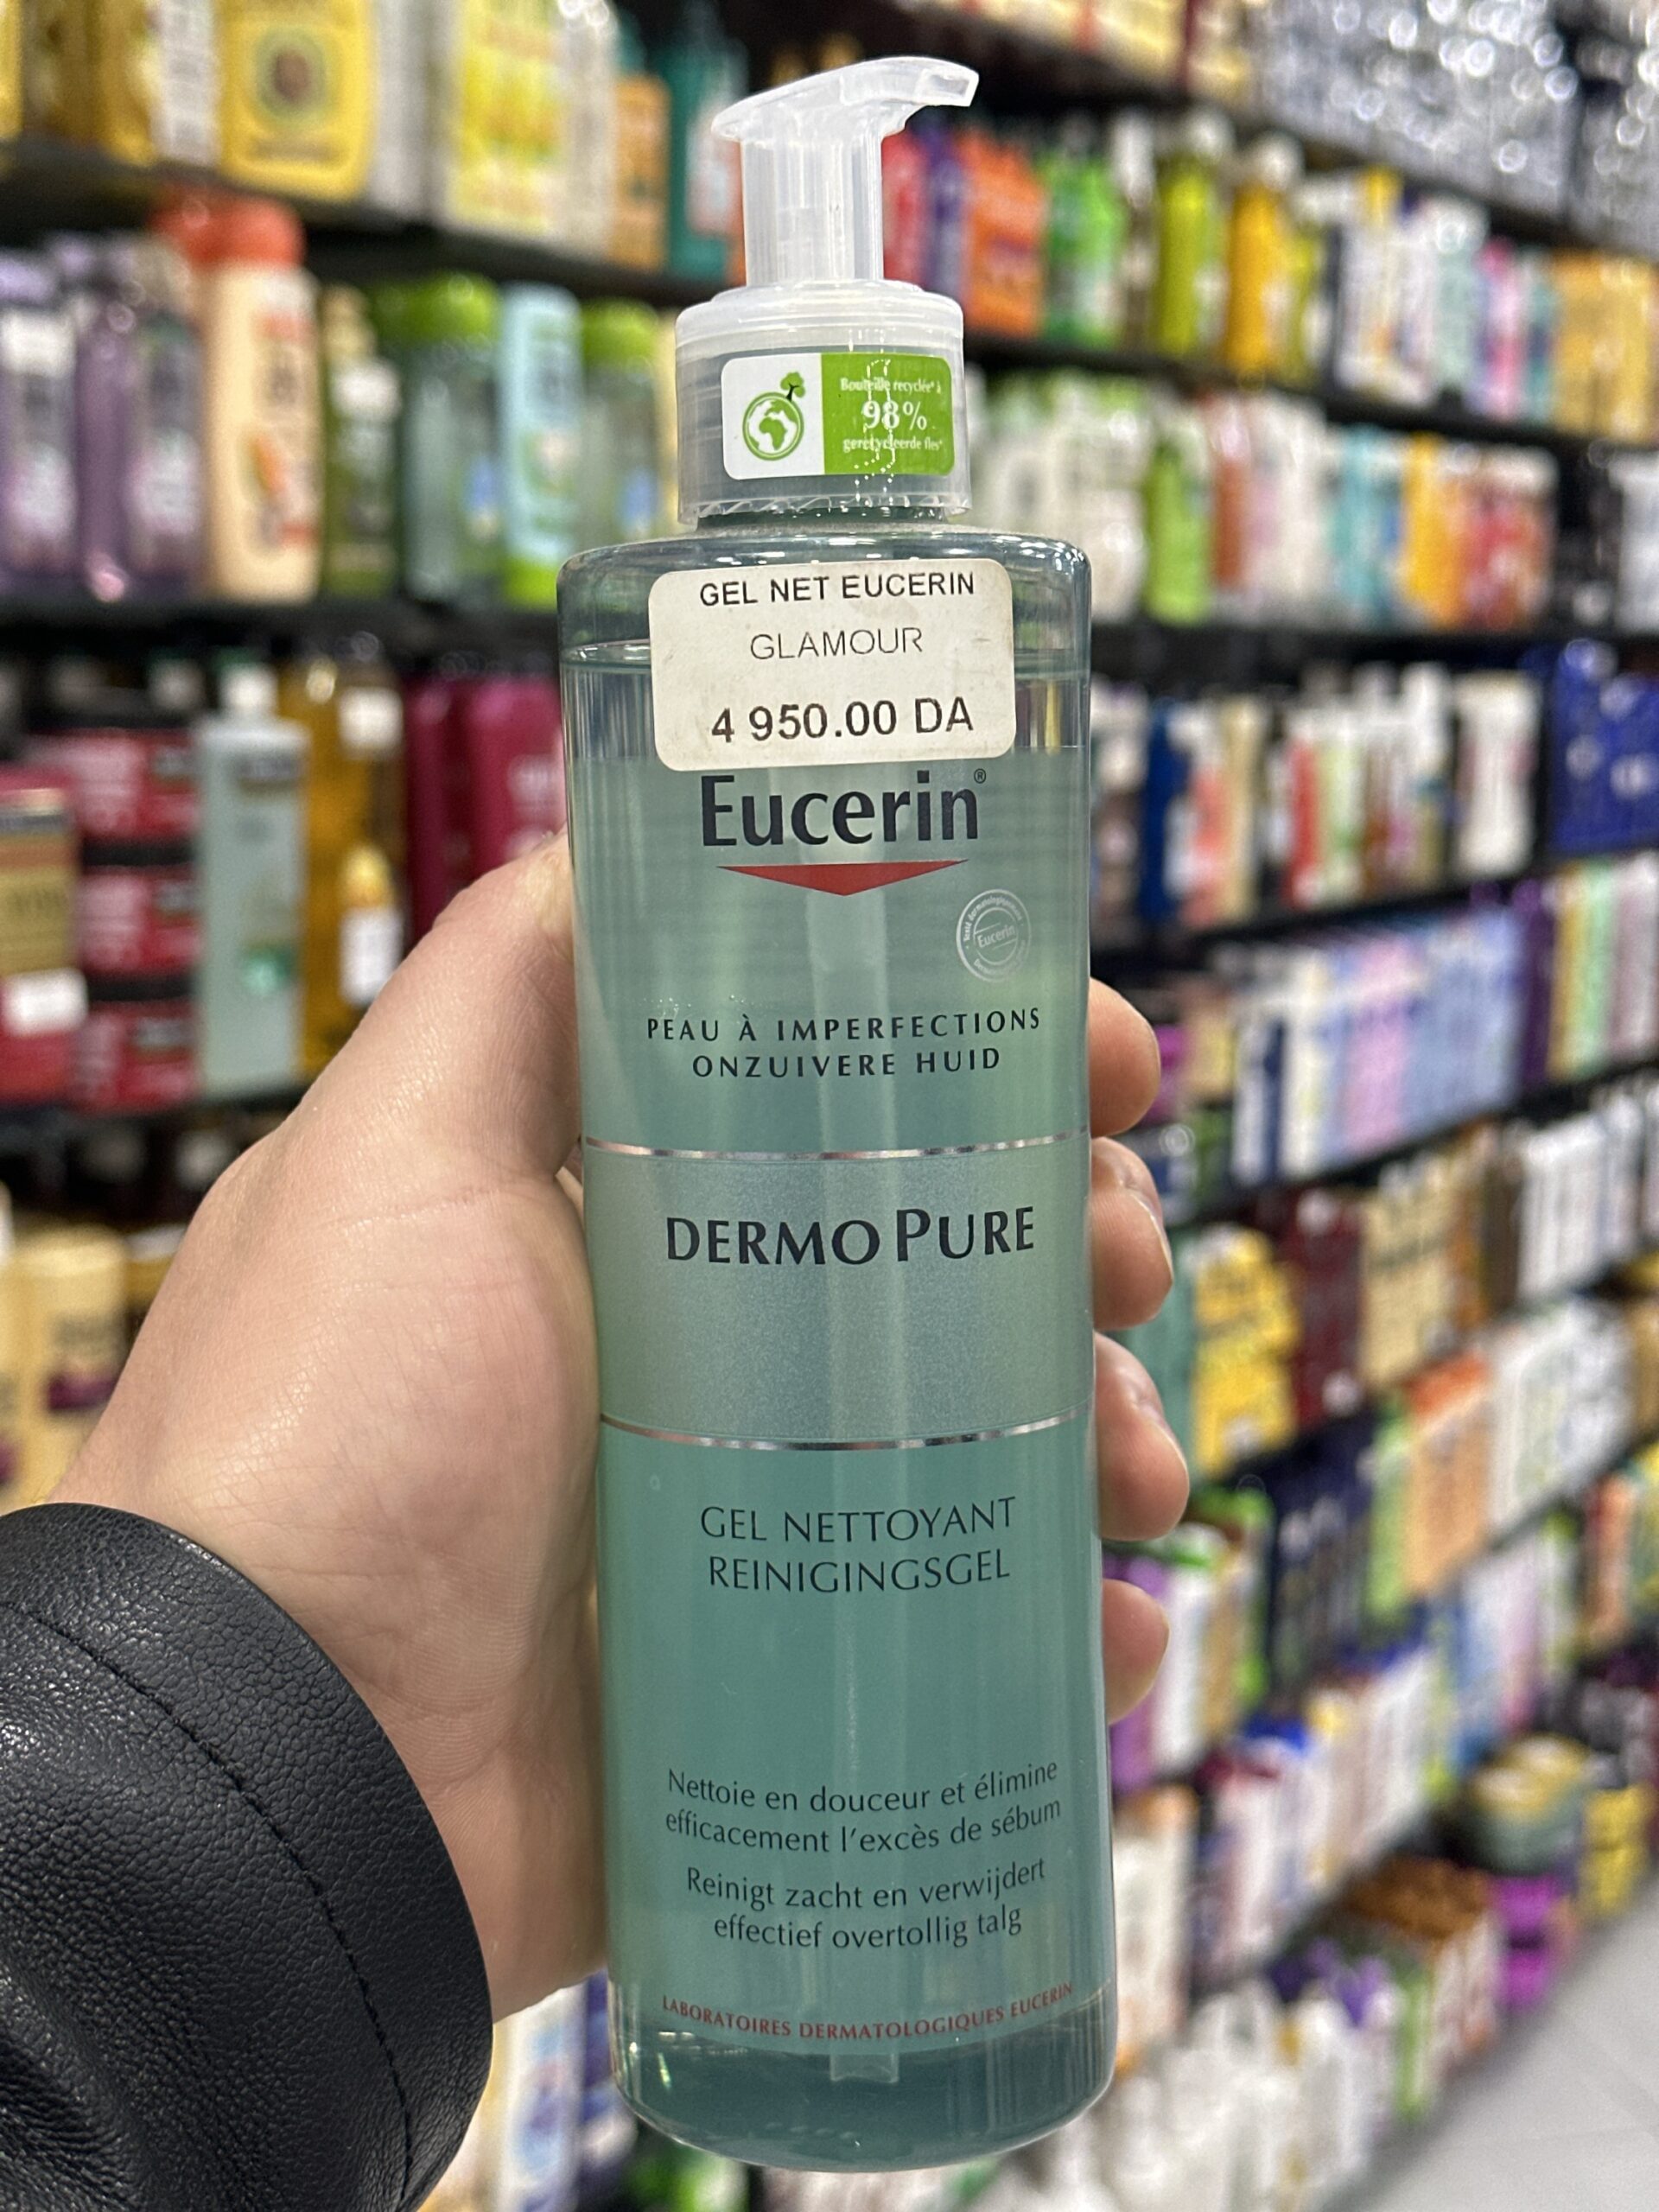 Bouteille recyclée* à
98%
gerecycleerde fles*
GEL NET EUCERIN
GLAMOUR
4 950.00 DA
Eucerin®
Eucerin
PEAU À IMPERFECTIONS
ONZUIVERE HUID
DERMOPURE
GEL NETTOYANT
REINIGINGSGEL
Nettoie en douceur et élimine
efficacement l'excès de sébum
Reinigt zacht en verwijdert
effectief overtollig talg
LABORATOIRES DERMATOLOGIQUES EUCERIN